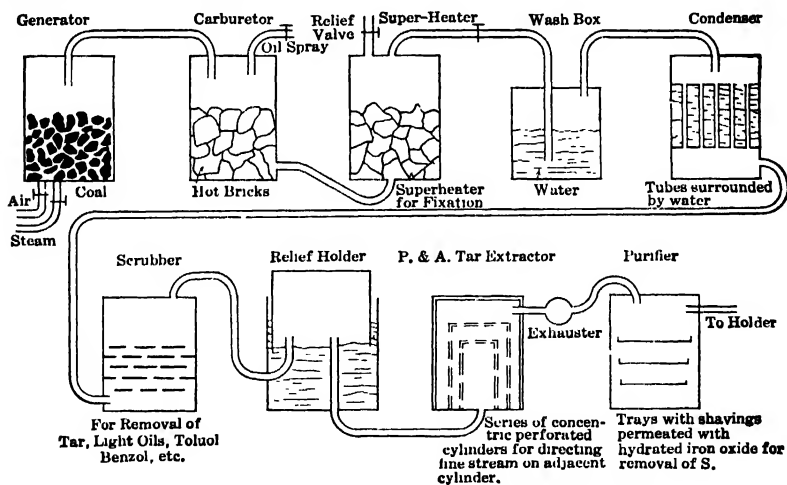 Generator
Carburetor
Oil Spray
Relief
Valve
Super-Heater
Wash Box
Condenser
Air
Coal
Steam
Hot Bricks
Superheater
for Fixation
Water
Tubes surrounded
by water
Scrubber
Relief Holder
P. & A. Tar Extractor
Purifier
Exhauster
To Holder
For Removal of
Tar, Light Oils, Toluol
Benzol, etc.
Series of concen-
tric perforated
cylinders for directing
fine stream on adjacent
cylinder.
Trays with shavings
permeated with
hydrated iron oxide for
removal of S.